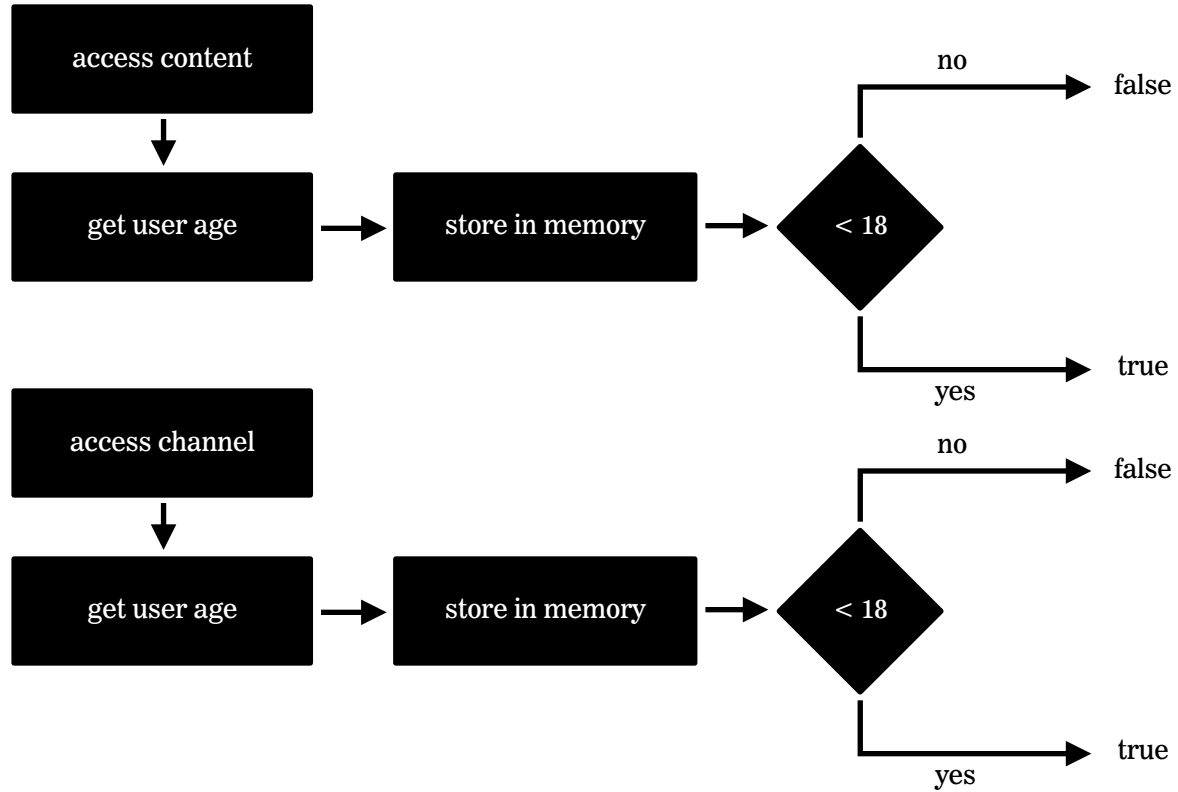 access content
no
false
get user age
store in memory
< 18
true
yes
access channel
no
false
get user age
store in memory
< 18
true
yes